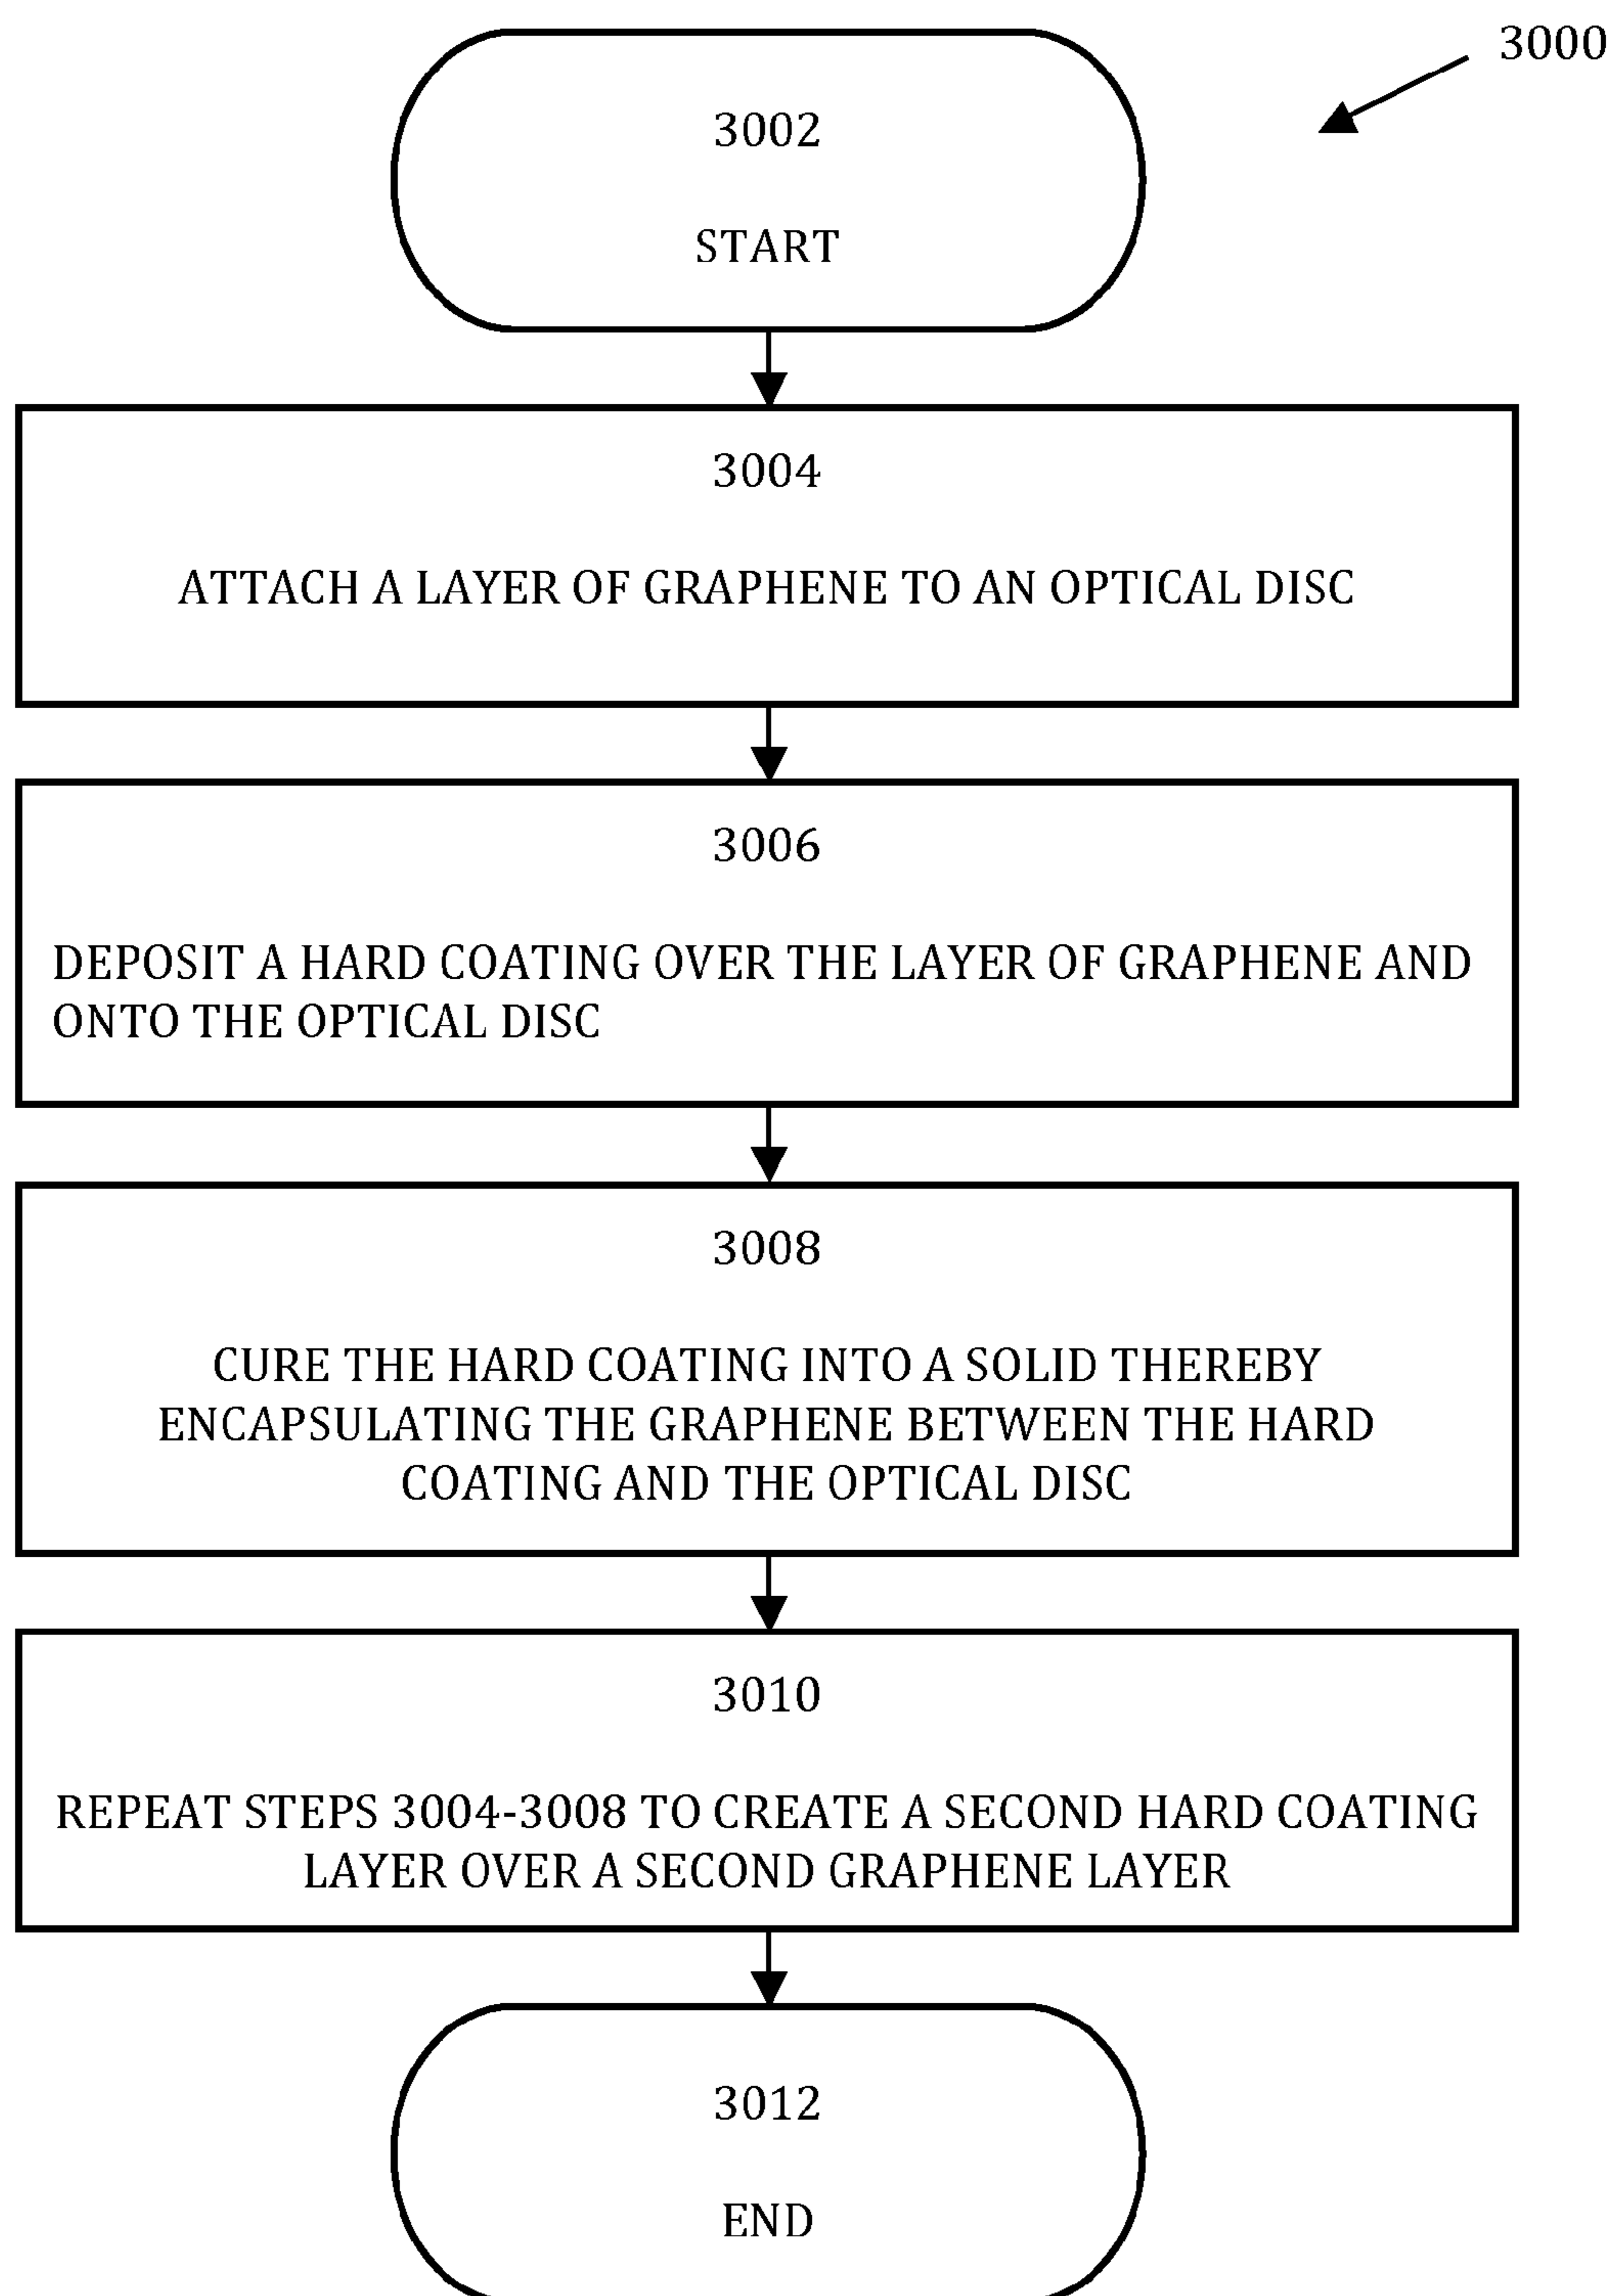 3000
3002
START
3004
ATTACH A LAYER OF GRAPHENE TO AN OPTICAL DISC
3006
DEPOSIT A HARD COATING OVER THE LAYER OF GRAPHENE AND
ONTO THE OPTICAL DISC
3008
CURE THE HARD COATING INTO A SOLID THEREBY
ENCAPSULATING THE GRAPHENE BETWEEN THE HARD
COATING AND THE OPTICAL DISC
3010
REPEAT STEPS 3004-3008 TO CREATE A SECOND HARD COATING
LAYER OVER A SECOND GRAPHENE LAYER
3012
END